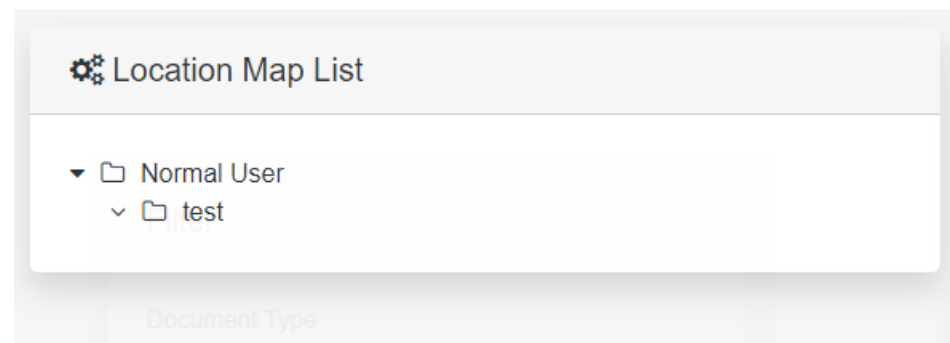 Location Map List
Normal User
test
Filter
Document Type